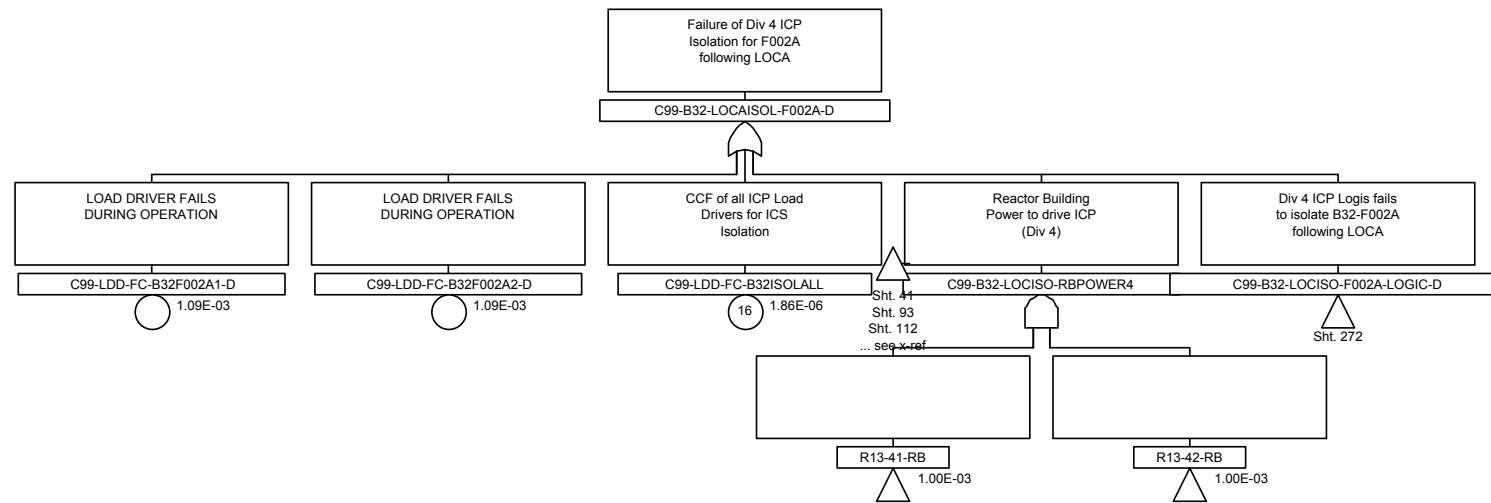 Failure of Div 4 ICP
Isolation for F002A
following LOCA
C99-B32-LOCAISOL-F002A-D
LOAD DRIVER FAILS
DURING OPERATION
C99-LDD-FC-B32F002A1-D
1.09E-03
LOAD DRIVER FAILS
DURING OPERATION
C99-LDD-FC-B32F002A2-D
1.09E-03
CCF of all ICP Load
Drivers for ICS
Isolation
C99-LDD-FC-B32ISOLALL
16
1.86E-06
Reactor Building
Power to drive ICP
(Div 4)
C99-B32-LOCISO-RBPOWER4
Sht. 41
Sht. 93
Sht. 112
... see x-ref
Div 4 ICP Logis fails
to isolate B32-F002A
following LOCA
C99-B32-LOCISO-F002A-LOGIC-D
Sht. 272
R13-41-RB
1.00E-03
R13-42-RB
1.00E-03